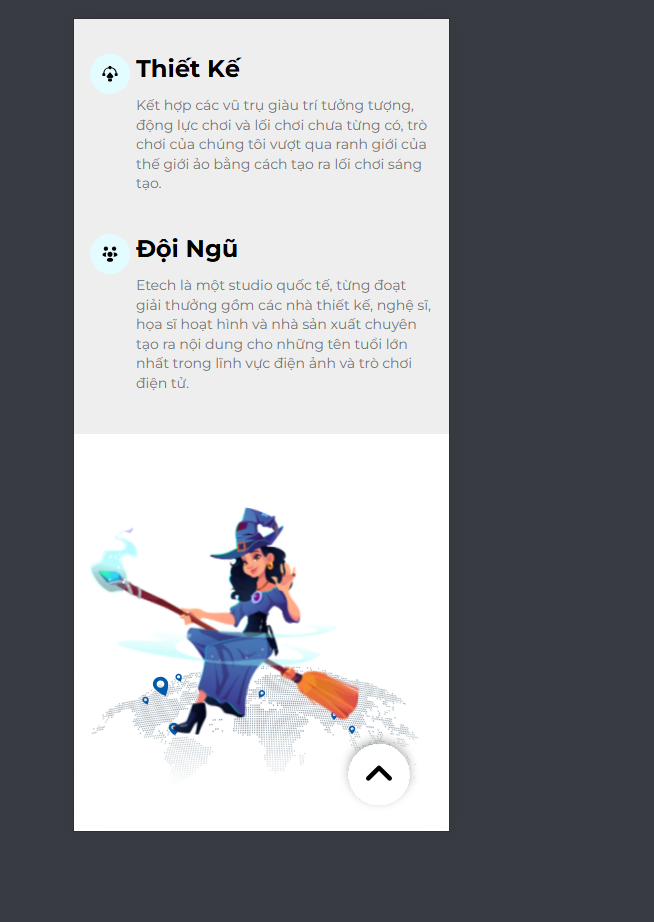 Thiết Kế
Kết hợp các vũ trụ giàu trí tưởng tượng,
động lực chơi và lối chơi chưa từng có, trò
chơi của chúng tôi vượt qua ranh giới của
thế giới ảo bằng cách tạo ra lối chơi sáng
tạo.
Đội Ngũ
Etech là một studio quốc tế, từng đoạt
giải thưởng gồm các nhà thiết kế, nghệ sĩ,
họa sĩ hoạt hình và nhà sản xuất chuyên
tạo ra nội dung cho những tên tuổi lớn
nhất trong lĩnh vực điện ảnh và trò chơi
điện tử.